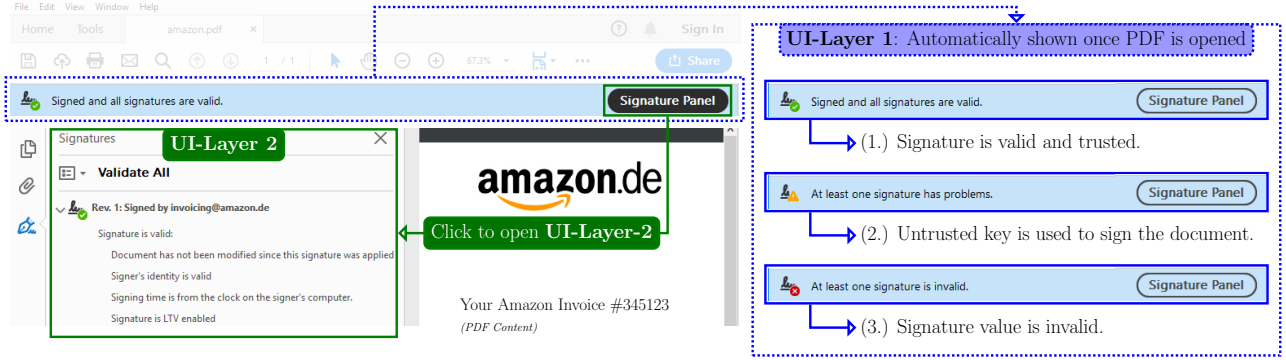 File Edit View Window Help
Home Tools amazon.pdf × Sign In
1 / 1 67.3% Share
Signed and all signatures are valid. Signature Panel
Signatures
UI-Layer 2
Validate All
Rev. 1: Signed by invoicing@amazon.de
Signature is valid:
Document has not been modified since this signature was applied
Signer's identity is valid
Signing time is from the clock on the signer's computer.
Signature is LTV enabled
amazon.de
Click to open UI-Layer-2
Your Amazon Invoice #345123
(PDF Content)
UI-Layer 1: Automatically shown once PDF is opened
Signed and all signatures are valid. Signature Panel
(1.) Signature is valid and trusted.
At least one signature has problems. Signature Panel
(2.) Untrusted key is used to sign the document.
At least one signature is invalid. Signature Panel
(3.) Signature value is invalid.